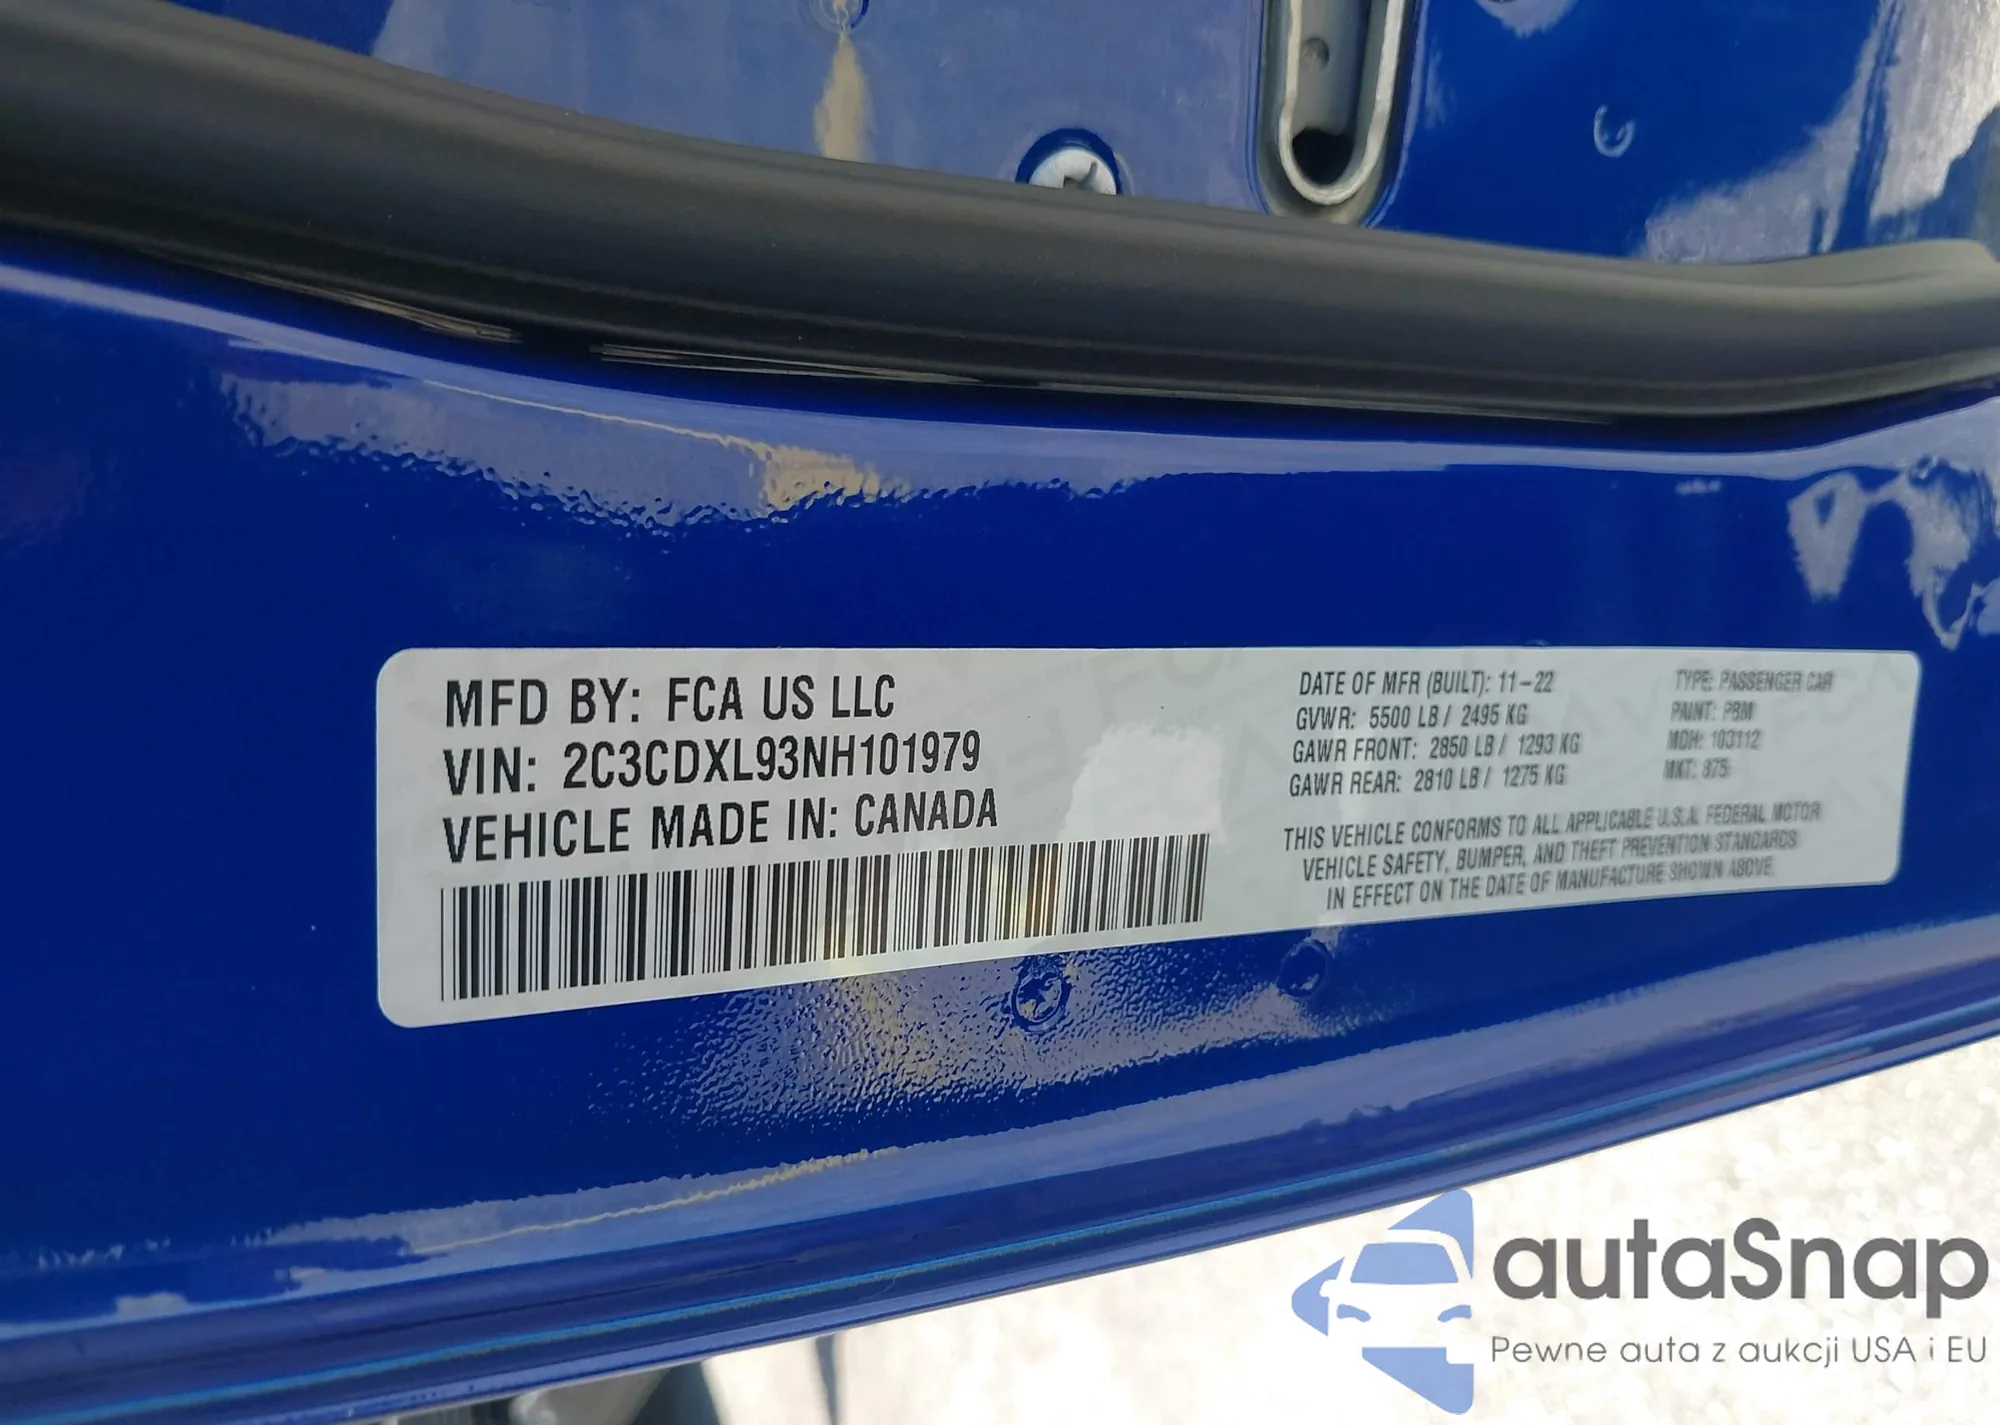 MFD BY: FCA US LLC
VIN: 2C3CDXL93NH101979
VEHICLE MADE IN: CANADA
DATE OF MFR (BUILT): 11-22
GVWR: 5500 LB / 2495 KG
GAWR FRONT: 2850 LB / 1293 KG
GAWR REAR: 2810 LB / 1275 KG
TYPE: PASSENGER CAR
PAINT: PBM
MDH: 103112
MKT: 875
THIS VEHICLE CONFORMS TO ALL APPLICABLE U.S.A. FEDERAL MOTOR
VEHICLE SAFETY, BUMPER, AND THEFT PREVENTION STANDARDS
IN EFFECT ON THE DATE OF MANUFACTURE SHOWN ABOVE.
autaSnap
Pewne auta z aukcji USA i EU